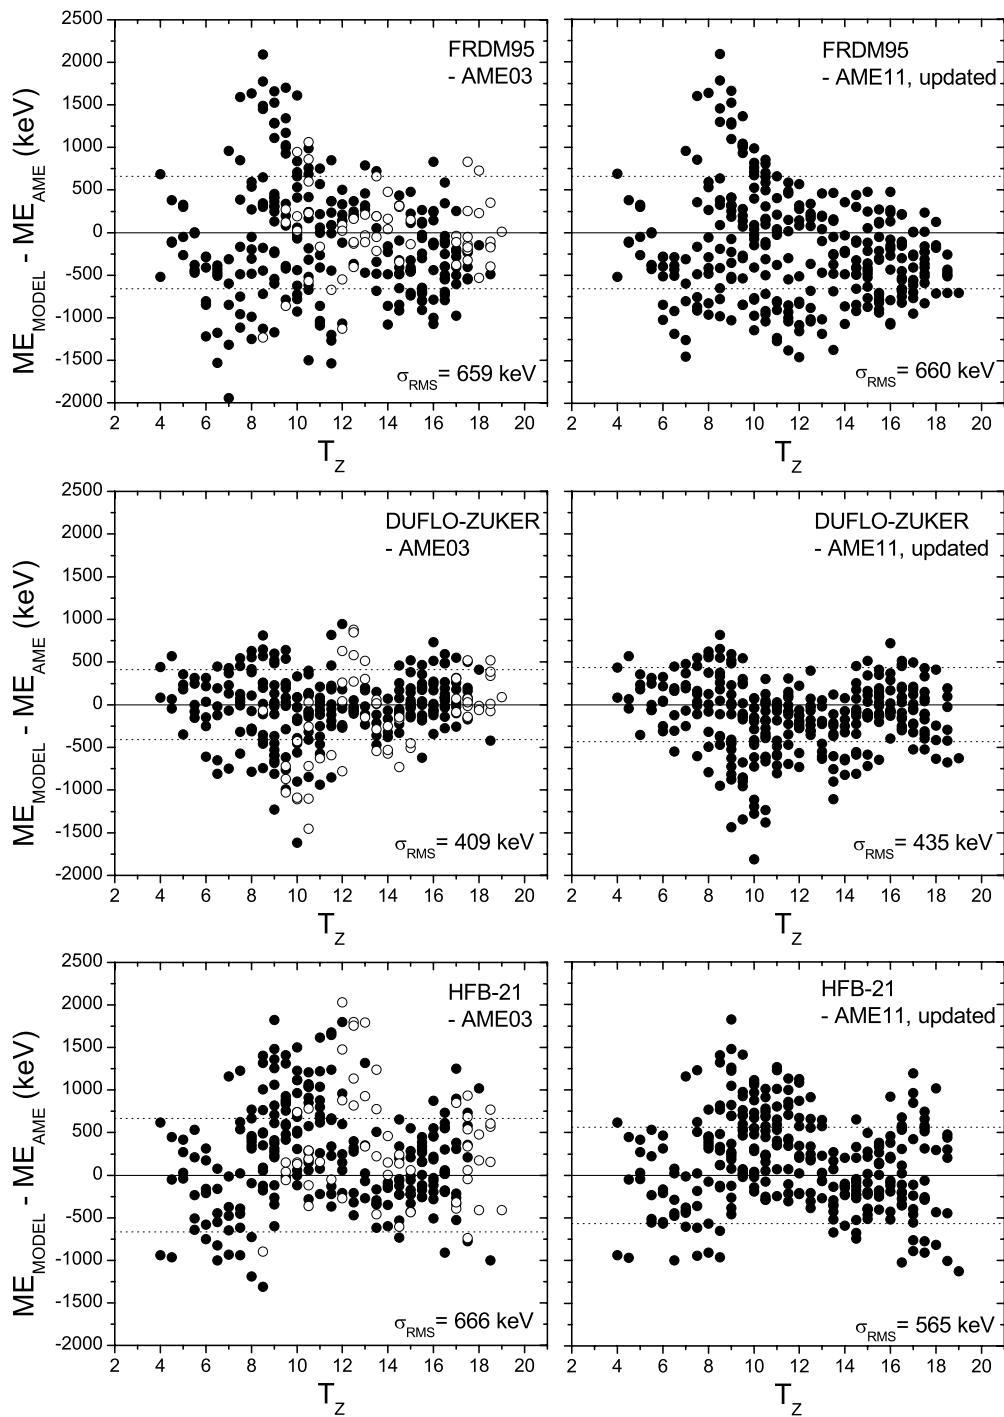 FRDM95
- AME03
σRMS= 659 keV
2500
2000
1500
1000
500
0
-500
-1000
-1500
-2000
ME_MODEL - ME_AME (keV)
2 4 6 8 10 12 14 16 18 20
T_Z
FRDM95
- AME11, updated
σRMS= 660 keV
2 4 6 8 10 12 14 16 18 20
T_Z
DUFLO-ZUKER
- AME03
σRMS= 409 keV
2500
2000
1500
1000
500
0
-500
-1000
-1500
-2000
ME_MODEL - ME_AME (keV)
2 4 6 8 10 12 14 16 18 20
T_Z
DUFLO-ZUKER
- AME11, updated
σRMS= 435 keV
2 4 6 8 10 12 14 16 18 20
T_Z
HFB-21
- AME03
σRMS= 666 keV
2500
2000
1500
1000
500
0
-500
-1000
-1500
-2000
ME_MODEL - ME_AME (keV)
2 4 6 8 10 12 14 16 18 20
T_Z
HFB-21
- AME11, updated
σRMS= 565 keV
2 4 6 8 10 12 14 16 18 20
T_Z